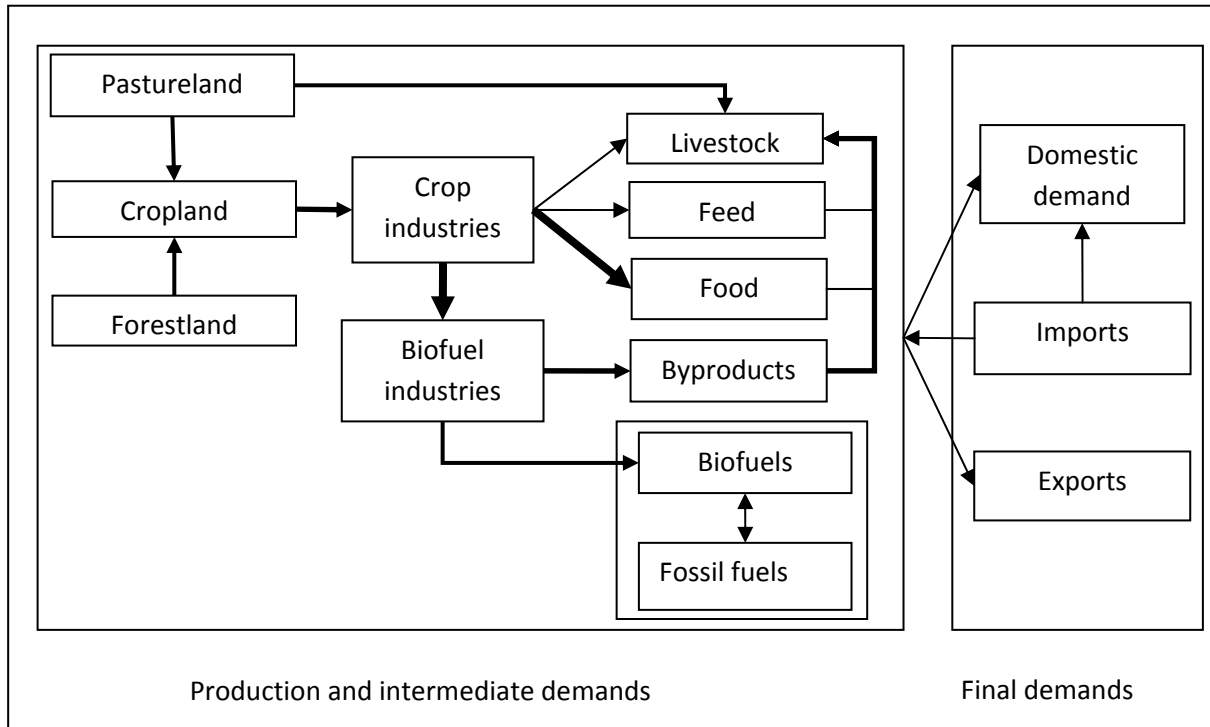 Pastureland
Cropland
Forestland
Crop
industries
Biofuel
industries
Livestock
Feed
Food
Byproducts
Biofuels
Fossil fuels
Domestic
demand
Imports
Exports
Production and intermediate demands
Final demands